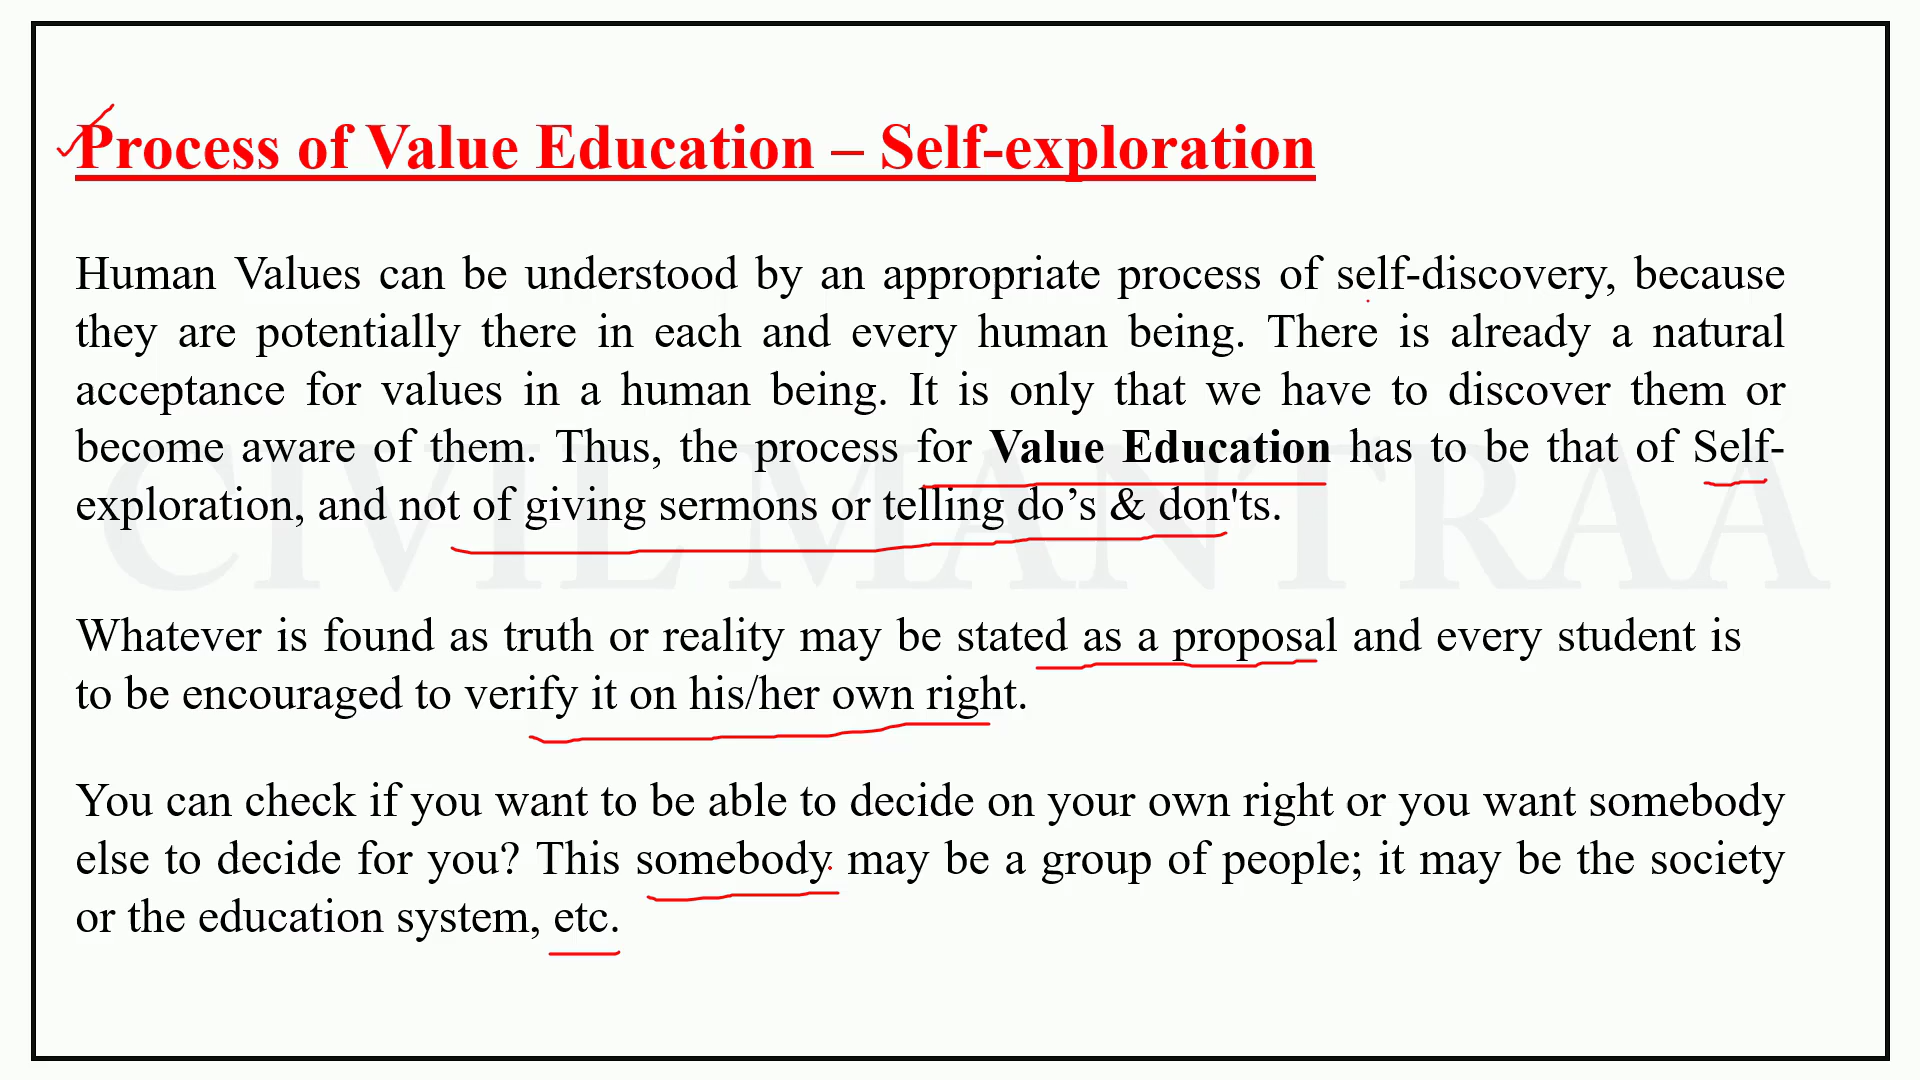 Process of Value Education – Self-exploration
Human Values can be understood by an appropriate process of self-discovery, because
they are potentially there in each and every human being. There is already a natural
acceptance for values in a human being. It is only that we have to discover them or
become aware of them. Thus, the process for Value Education has to be that of Self-
exploration, and not of giving sermons or telling do’s & don'ts.
CIVIL MANTRAA
Whatever is found as truth or reality may be stated as a proposal and every student is
to be encouraged to verify it on his/her own right.
You can check if you want to be able to decide on your own right or you want somebody
else to decide for you? This somebody may be a group of people; it may be the society
or the education system, etc.